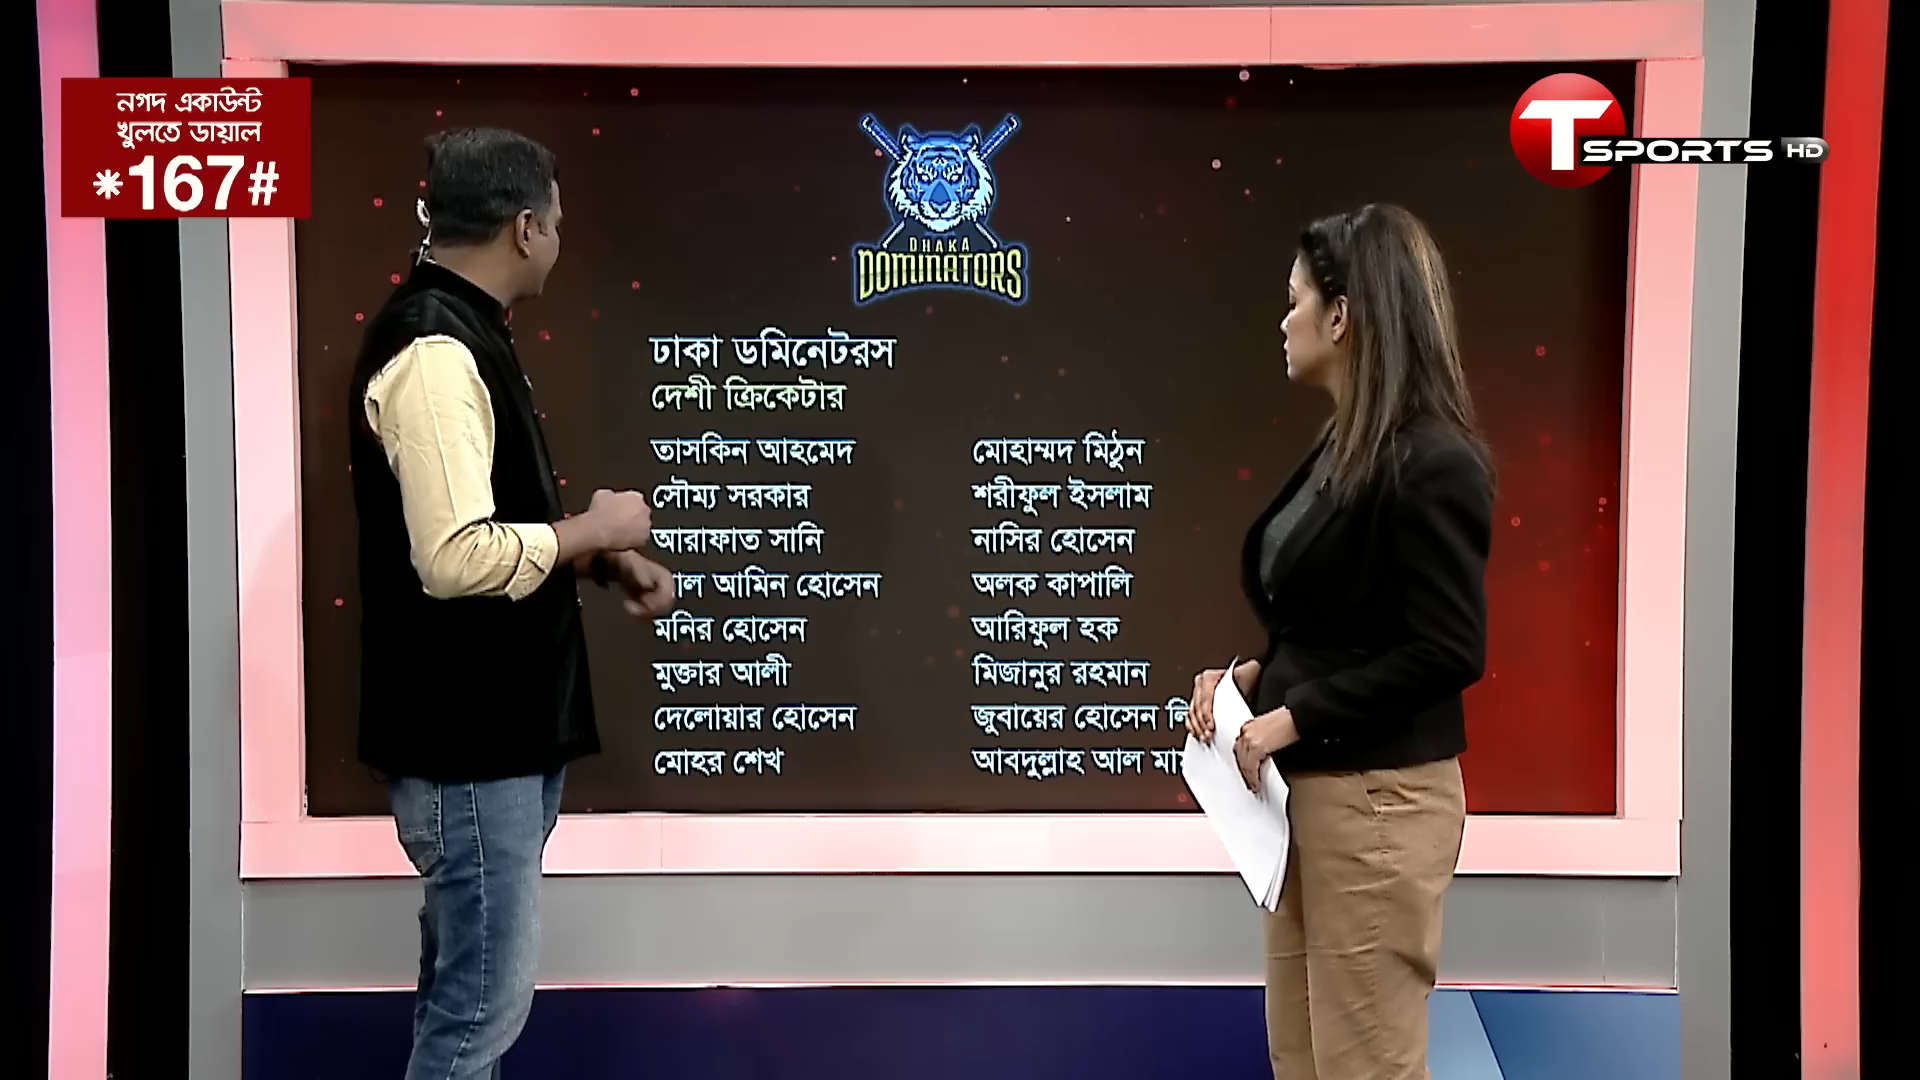 নগদ একাউন্ট
খুলতে ডায়াল
*167#
T SPORTS HD
DHAKA
DOMINATORS
ঢাকা ডমিনেটরস
দেশী ক্রিকেটার
তাসকিন আহমেদ
সৌম্য সরকার
আরাফাত সানি
আমিন হোসেন
মনির হোসেন
মুক্তার আলী
দেলোয়ার হোসেন
মোহর শেখ
মোহাম্মদ মিঠুন
শরীফুল ইসলাম
নাসির হোসেন
অলক কাপালি
আরিফুল হক
মিজানুর রহমান
জুবায়ের হোসেন
আবদুল্লাহ আল